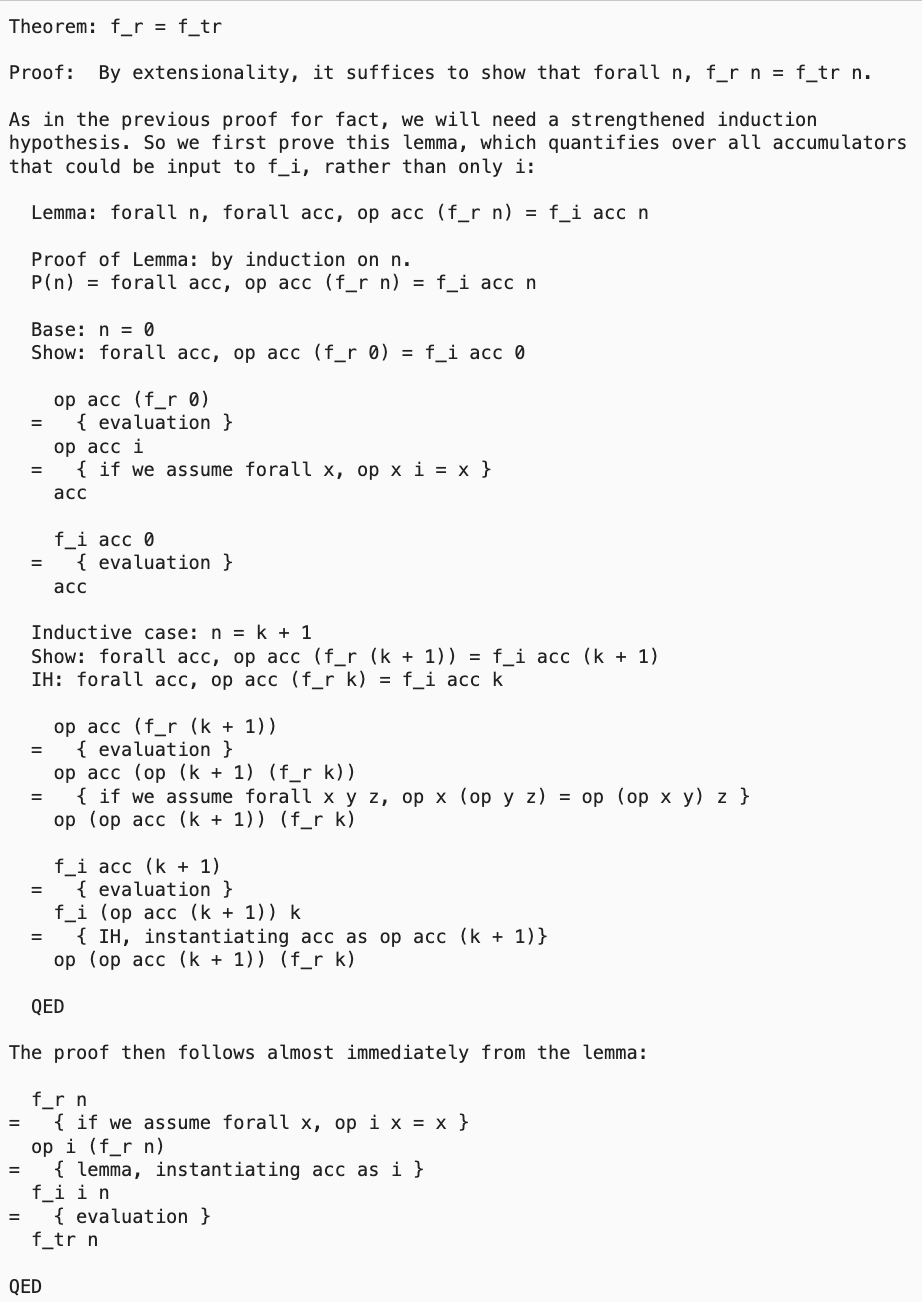 Theorem: f_r = f_tr
Proof:  By extensionality, it suffices to show that forall n, f_r n = f_tr n.
As in the previous proof for fact, we will need a strengthened induction
hypothesis. So we first prove this lemma, which quantifies over all accumulators
that could be input to f_i, rather than only i:
Lemma: forall n, forall acc, op acc (f_r n) = f_i acc n
Proof of Lemma: by induction on n.
P(n) = forall acc, op acc (f_r n) = f_i acc n
Base: n = 0
Show: forall acc, op acc (f_r 0) = f_i acc 0
op acc (f_r 0)
=   { evaluation }
op acc i
=   { if we assume forall x, op x i = x }
acc
f_i acc 0
=   { evaluation }
acc
Inductive case: n = k + 1
Show: forall acc, op acc (f_r (k + 1)) = f_i acc (k + 1)
IH: forall acc, op acc (f_r k) = f_i acc k
op acc (f_r (k + 1))
=   { evaluation }
op acc (op (k + 1) (f_r k))
=   { if we assume forall x y z, op x (op y z) = op (op x y) z }
op (op acc (k + 1)) (f_r k)
f_i acc (k + 1)
=   { evaluation }
f_i (op acc (k + 1)) k
=   { IH, instantiating acc as op acc (k + 1)}
op (op acc (k + 1)) (f_r k)
QED
The proof then follows almost immediately from the lemma:
f_r n
=   { if we assume forall x, op i x = x }
op i (f_r n)
=   { lemma, instantiating acc as i }
f_i i n
=   { evaluation }
f_tr n
QED